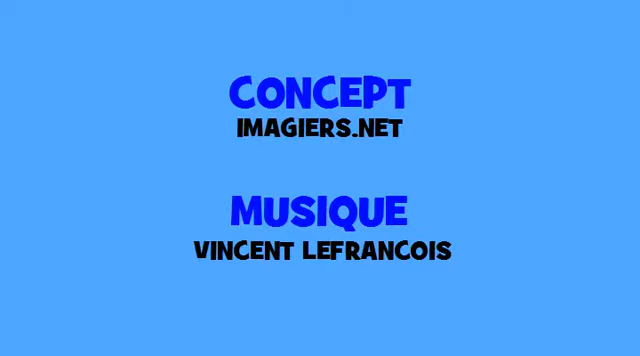 CONCEPT
IMAGIERS.NET
MUSIQUE
VINCENT LEFRANCOIS